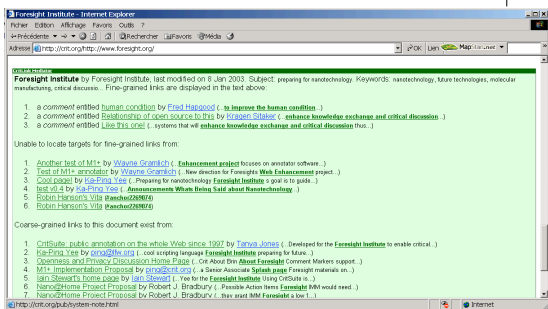 Foresight Institute - Internet Explorer
Fichier Edition Affichage Favoris Outils ?
Précédente Rechercher Favoris Média
Adresse http://crit.org/http://www.foresight.org/ OK Lien Map
CritLink Mediator
Foresight Institute by Foresight Institute, last modified on 8 Jan 2003. Subject: preparing for nanotechnology. Keywords: nanotechnology, future technologies, molecular
manufacturing, critical discussio... Fine-grained links are displayed in the text above:
1. a comment entitled human condition by Fred Hapgood (...to improve the human condition...)
2. a comment entitled Relationship of open source to this by Kragen Sitaker (...enhance knowledge exchange and critical discussion ...)
3. a comment entitled Like this one! (...systems that will enhance knowledge exchange and critical discussion thus...)
Unable to locate targets for fine-grained links from:
1. Another test of M1+ by Wayne Gramlich (...Enhancement project focuses on annotator software...)
2. Test of M1+ annotator by Wayne Gramlich (...New direction for Foresights Web Enhancement project...)
3. Cool page! by Ka-Ping Yee (...Preparing for nanotechnology Foresight Institute s goal is to guide...)
4. test v0.4 by Ka-Ping Yee (...Announcements Whats Being Said about Nanotechnology...)
5. Robin Hanson's Vita (#anchor2269074)
6. Robin Hanson's Vita (#anchor2269074)
Coarse-grained links to this document exist from:
1. CritSuite: public annotation on the whole Web since 1997 by Tanya Jones (...Developed for the Foresight Institute to enable critical...)
2. Ka-Ping Yee by ping@lfw.org (...cool scripting language Foresight Institute preparing for future...)
3. Openness and Privacy Discussion Home Page (...Crit About Brin About Foresight Comment Markers support...)
4. M1+ Implementation Proposal by ping@crit.org (...a Senior Associate Splash page Foresight materials on...)
5. Iain Stewart's home page by Iain Stewart (...Yee for the Foresight Institute Using CritSuite is...)
6. Nano@Home Project Proposal by Robert J. Bradbury (...Possible Action Items Foresight IMM would need...)
7. Nano@Home Project Proposal by Robert J. Bradbury (...they grant IMM Foresight a low f...)
http://crit.org/pub/system-note.html Internet